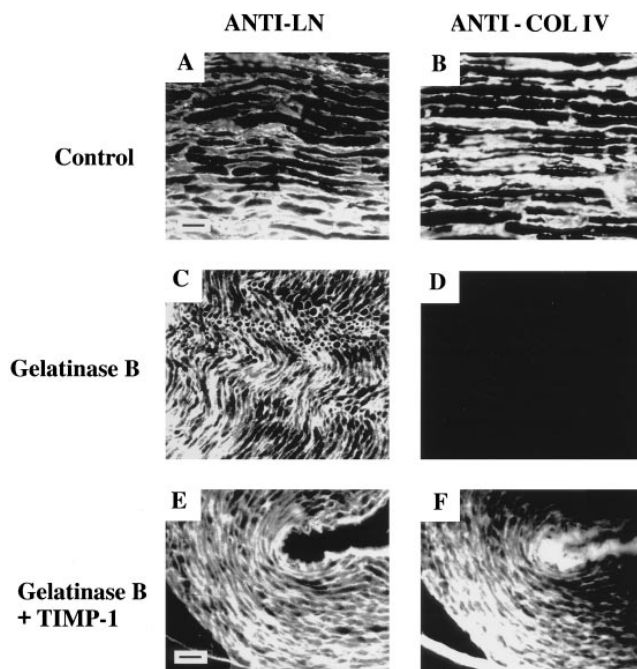 ANTI-LN
ANTI - COL IV
A
B
Control
C
D
Gelatinase B
E
F
Gelatinase B
+ TIMP-1